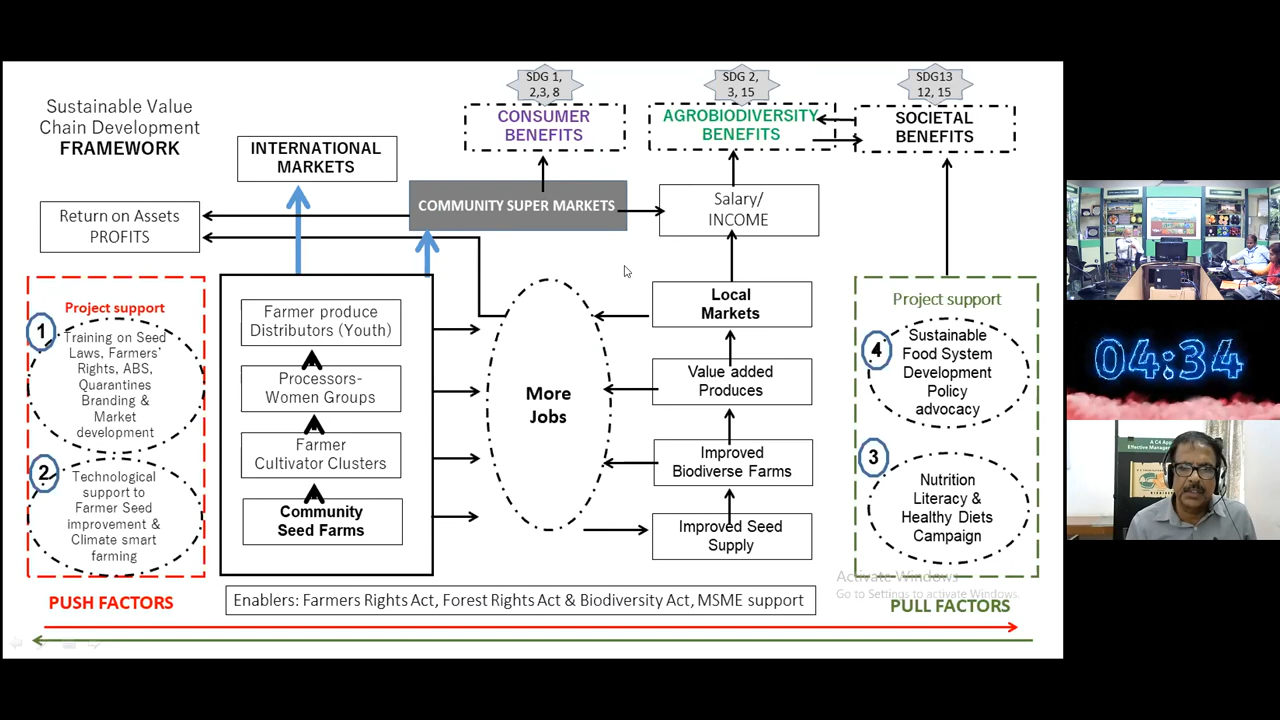 Sustainable Value
Chain Development
FRAMEWORK
INTERNATIONAL
MARKETS
SDG 1,
2,3, 8
CONSUMER
BENEFITS
SDG 2,
3, 15
AGROBIODIVERSITY
BENEFITS
SDG13
12, 15
SOCIETAL
BENEFITS
Return on Assets
PROFITS
COMMUNITY SUPER MARKETS
Salary/
INCOME
Project support
1
Training on Seed
Laws, Farmers'
Rights, ABS,
Quarantines
Branding &
Market
development
2
Technological
support to
Farmer Seed
improvement &
Climate smart
farming
PUSH FACTORS
Farmer produce
Distributors (Youth)
Processors-
Women Groups
Farmer
Cultivator Clusters
Community
Seed Farms
More
Jobs
Local
Markets
Value added
Produces
Improved
Biodiverse Farms
Improved Seed
Supply
Project support
4
Sustainable
Food System
Development
Policy
advocacy
3
Nutrition
Literacy &
Healthy Diets
Campaign
Activate Windows
Go to Settings to activate Windows.
PULL FACTORS
Enablers: Farmers Rights Act, Forest Rights Act & Biodiversity Act, MSME support
04:34
A C4 App
Effective Manageme